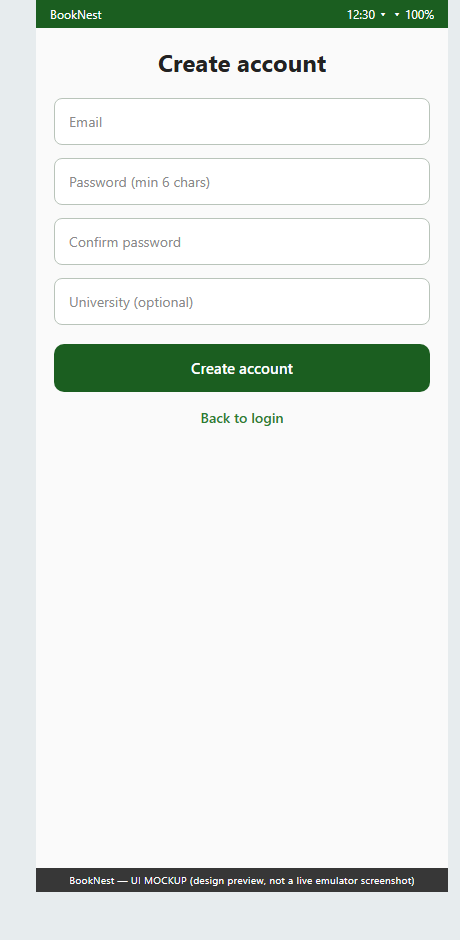 BookNest 12:30 100%
Create account
Email
Password (min 6 chars)
Confirm password
University (optional)
Create account
Back to login
BookNest — UI MOCKUP (design preview, not a live emulator screenshot)